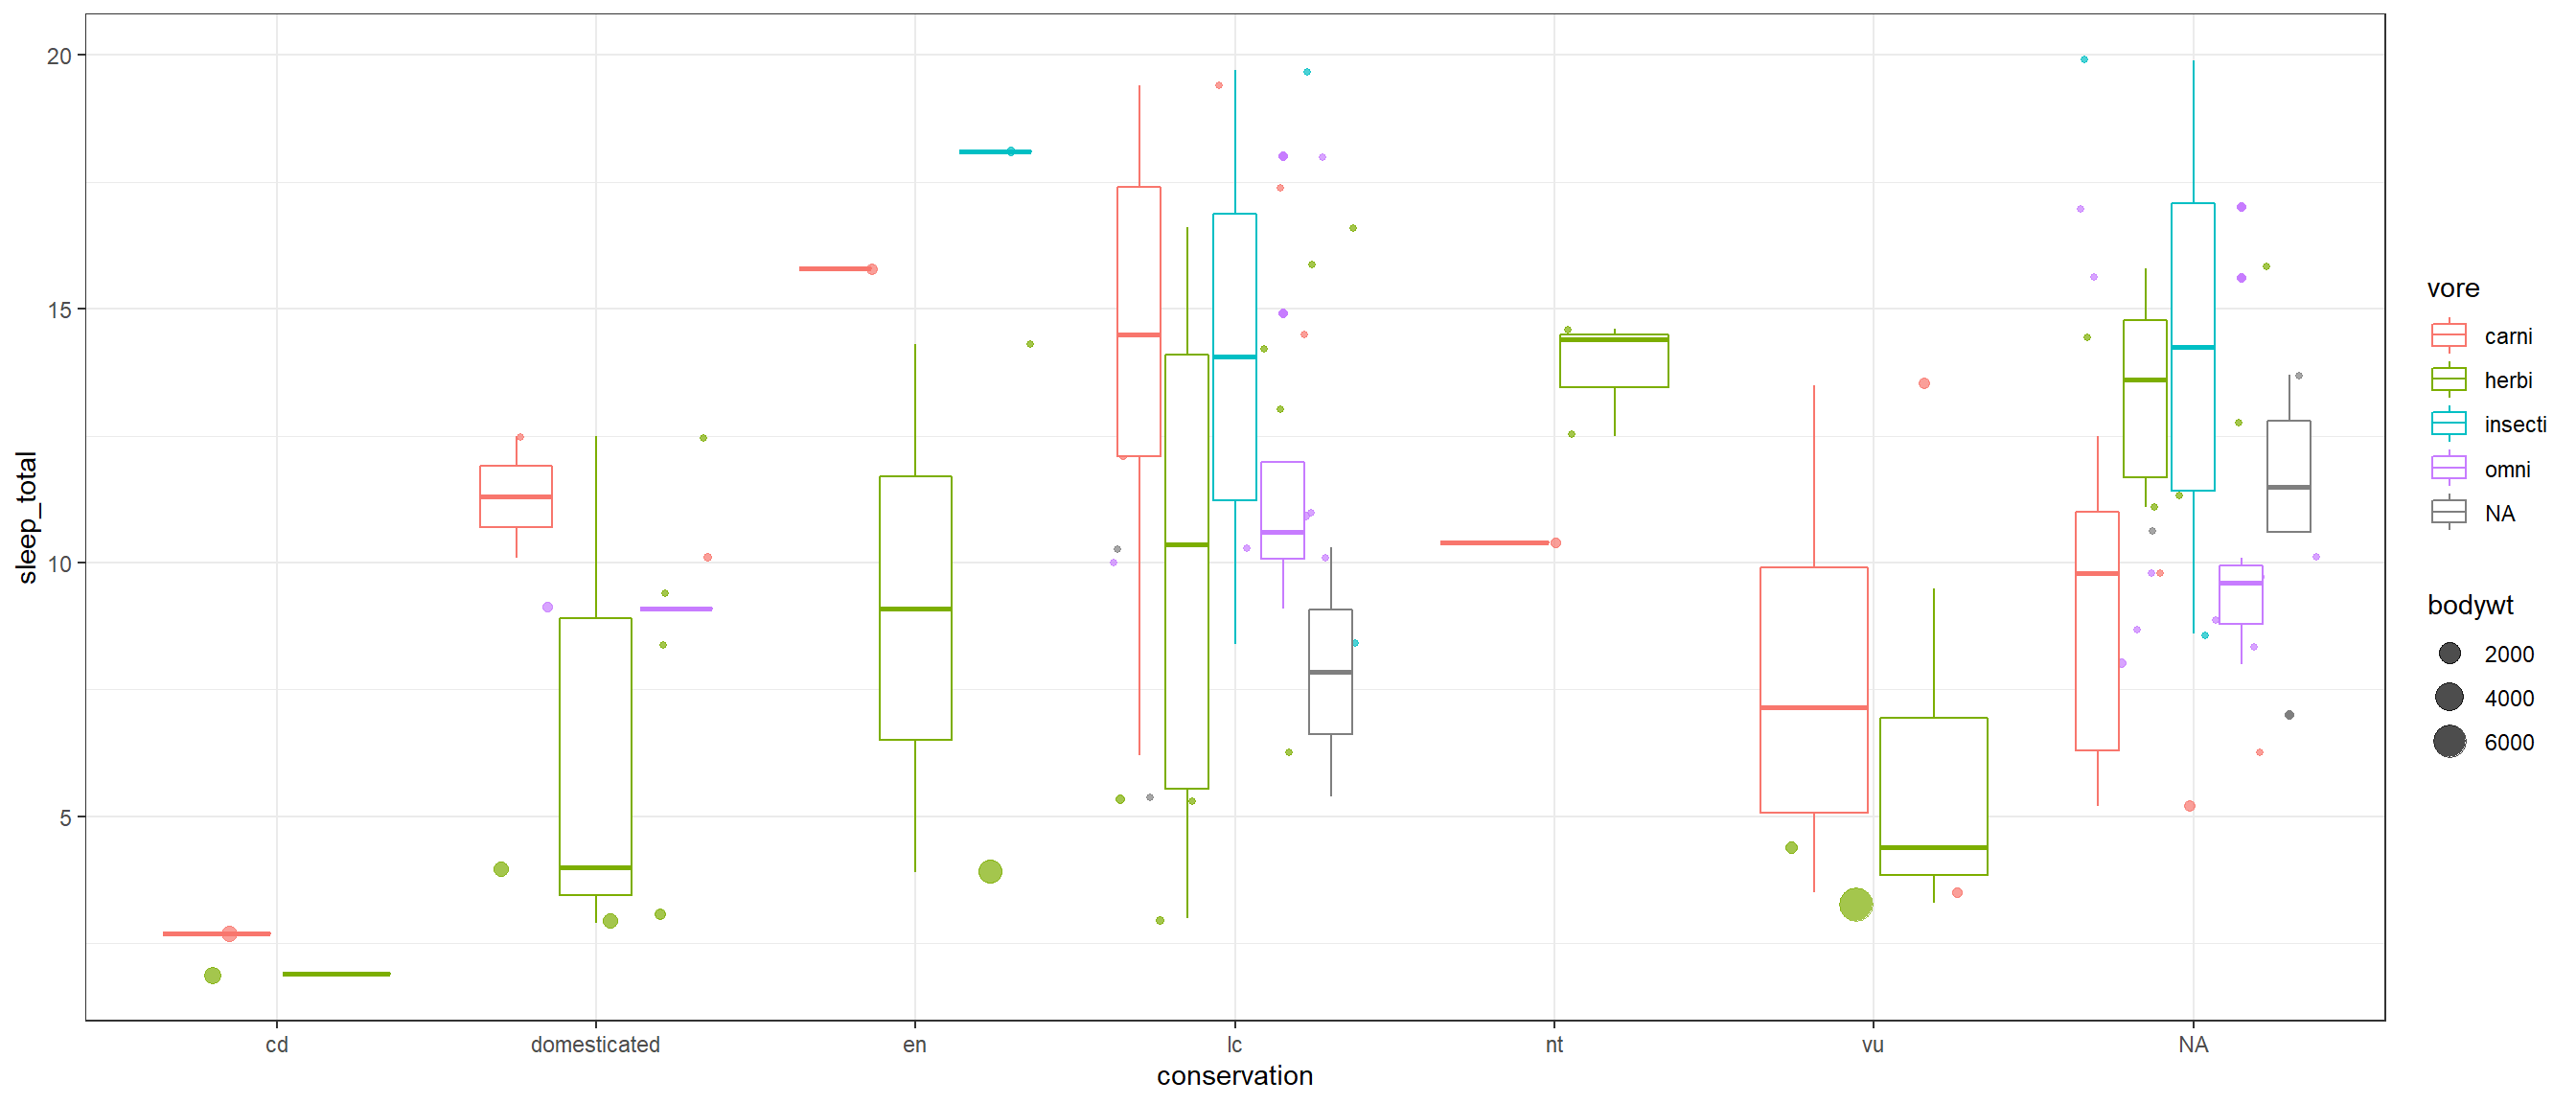 20
15
10
5
sleep_total
cd
domesticated
en
lc
nt
vu
NA
conservation
vore
carni
herbi
insecti
omni
NA
bodywt
2000
4000
6000